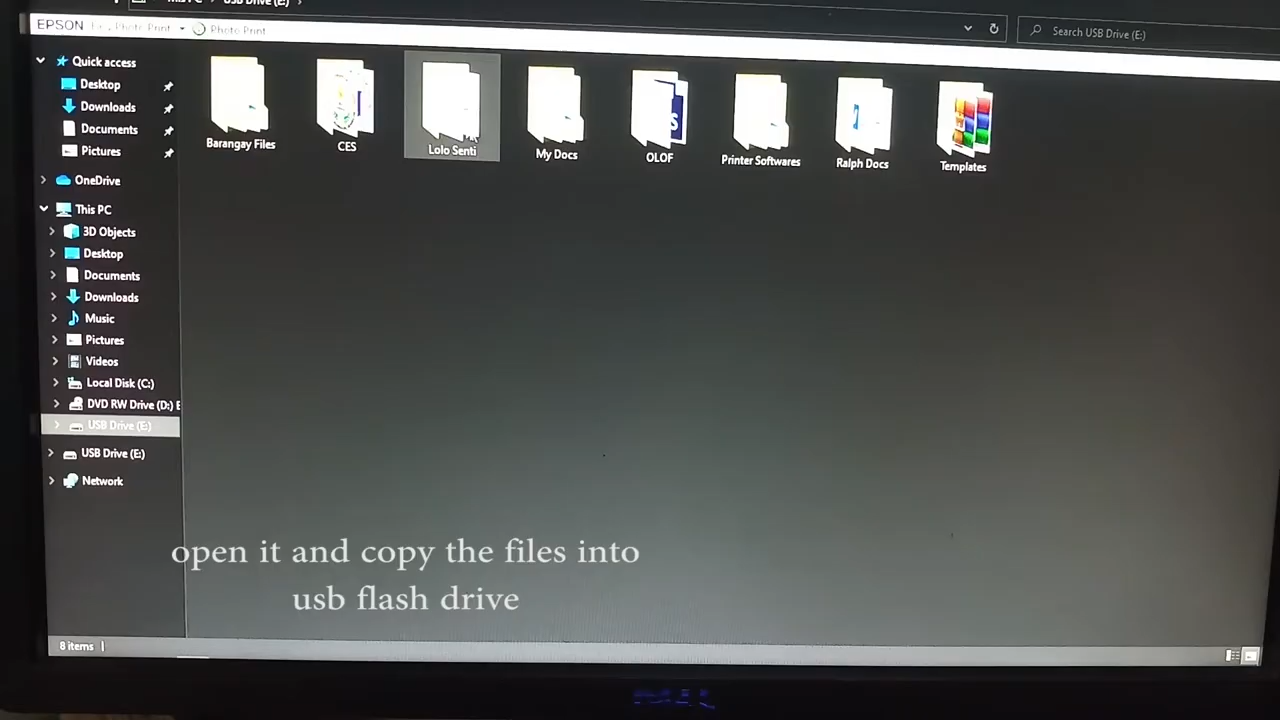 USB Drive (E:)
EPSON Photo Print Photo Print
Search USB Drive (E:)
Quick access
Desktop
Downloads
Documents
Pictures
OneDrive
This PC
3D Objects
Desktop
Documents
Downloads
Music
Pictures
Videos
Local Disk (C:)
DVD RW Drive (D:) E
USB Drive (E:)
USB Drive (E:)
Network
Barangay Files
CES
Lolo Senti
My Docs
OLOF
Printer Softwares
Ralph Docs
Templates
open it and copy the files into
usb flash drive
8 items